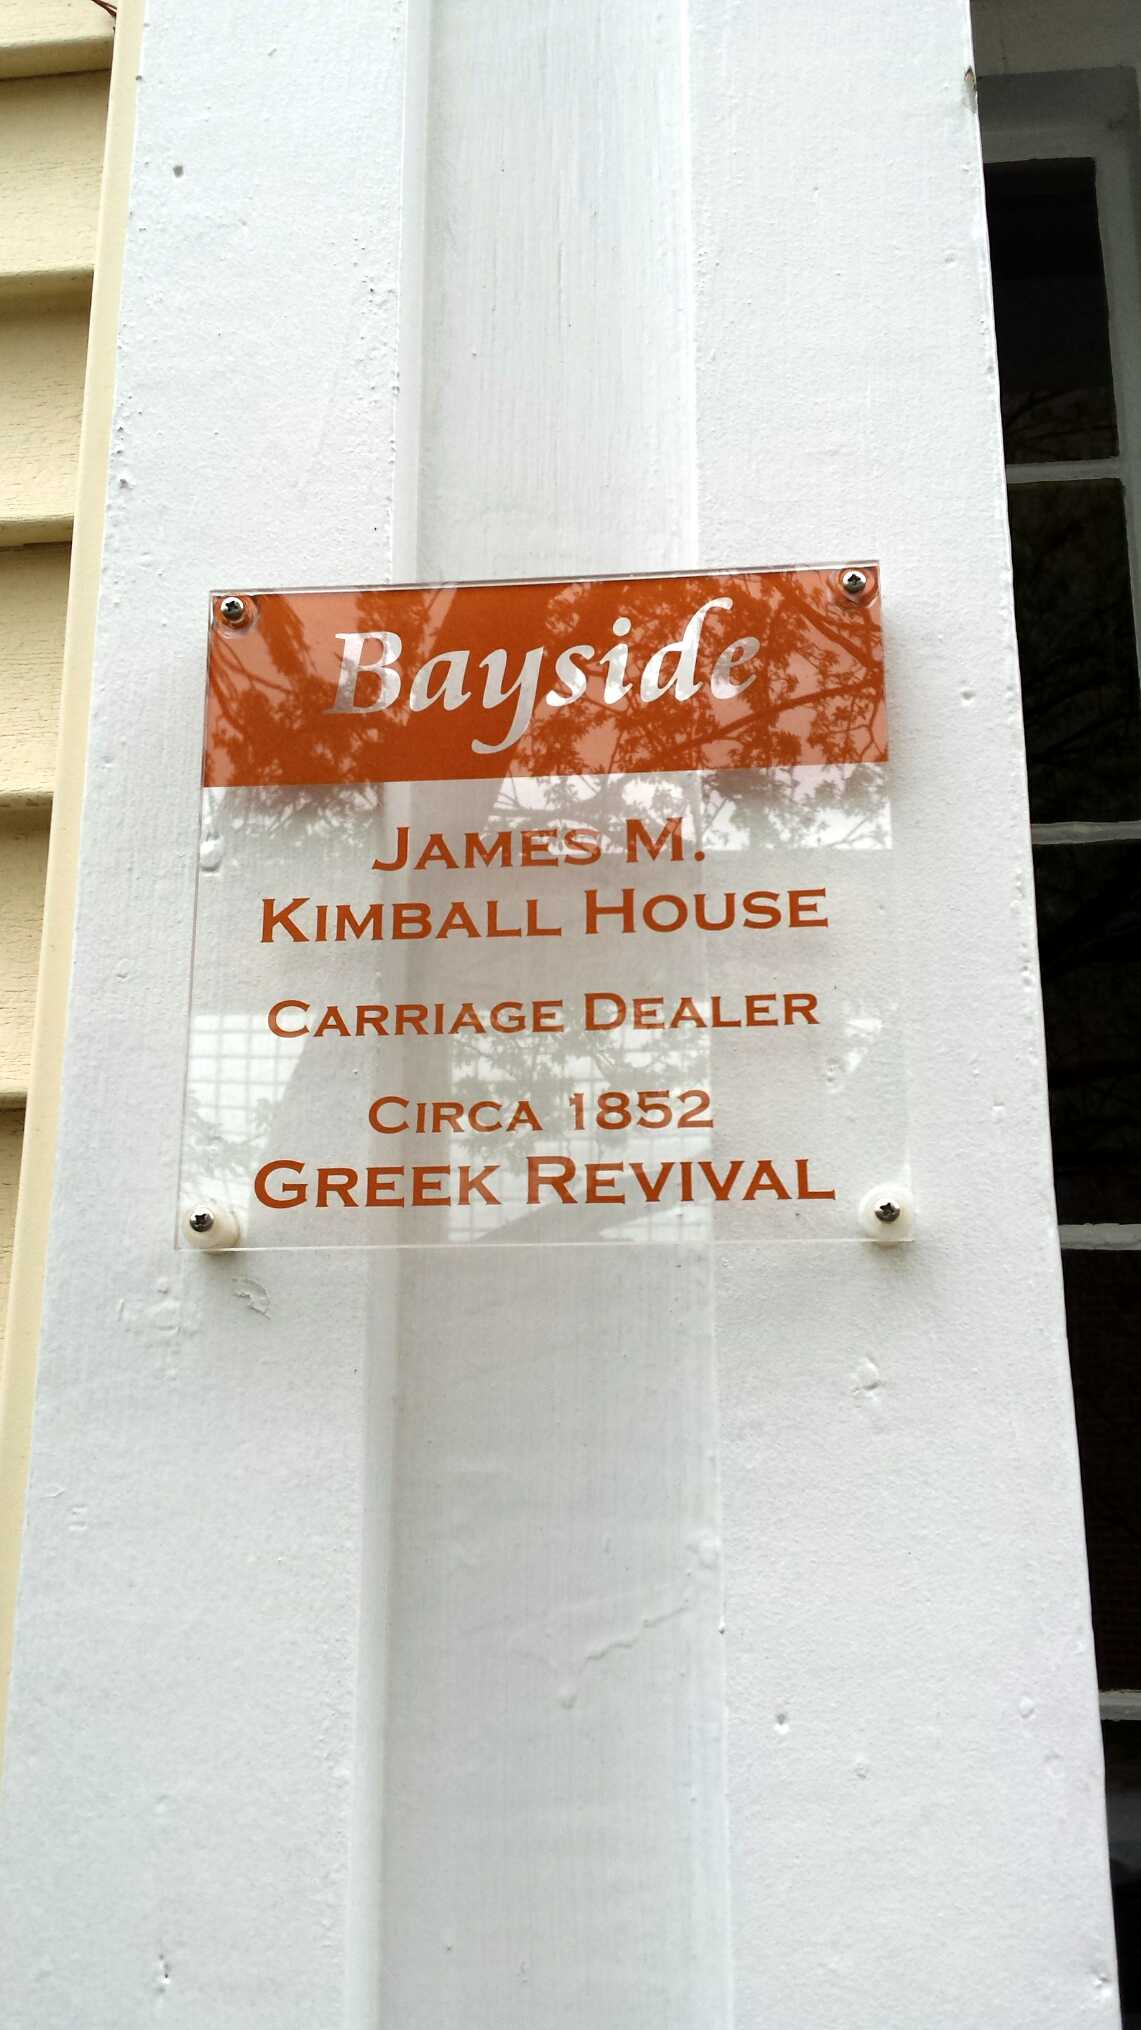 Bayside
JAMES M.
KIMBALL HOUSE
CARRIAGE DEALER
CIRCA 1852
GREEK REVIVAL